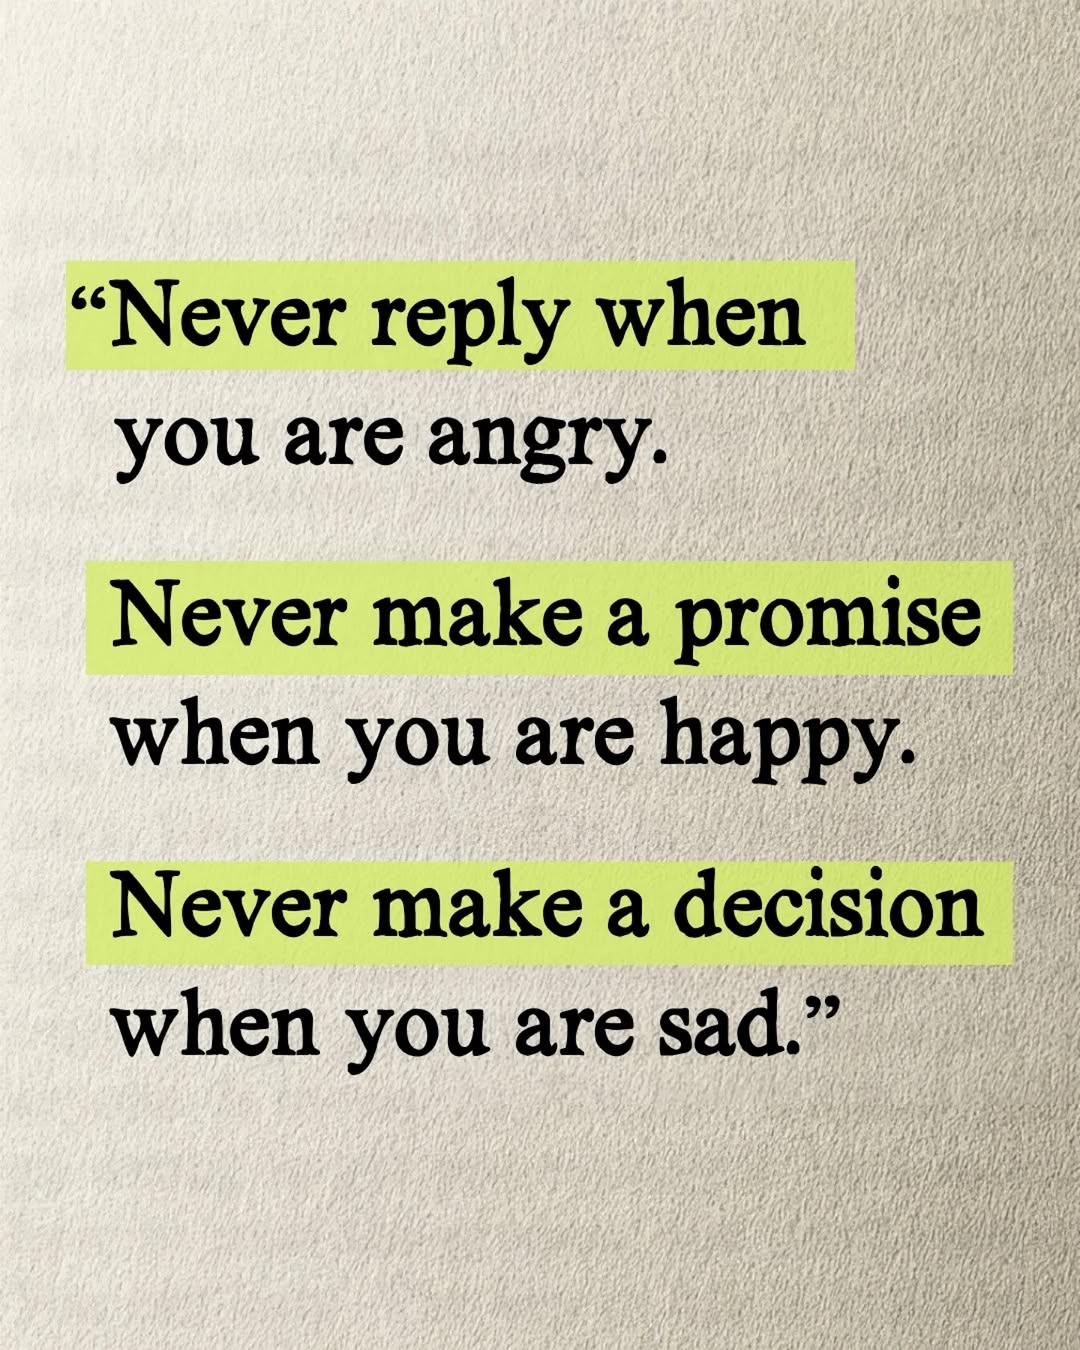 “Never reply when
you are angry.
Never make a promise
when you are happy.
Never make a decision
when you are sad.”